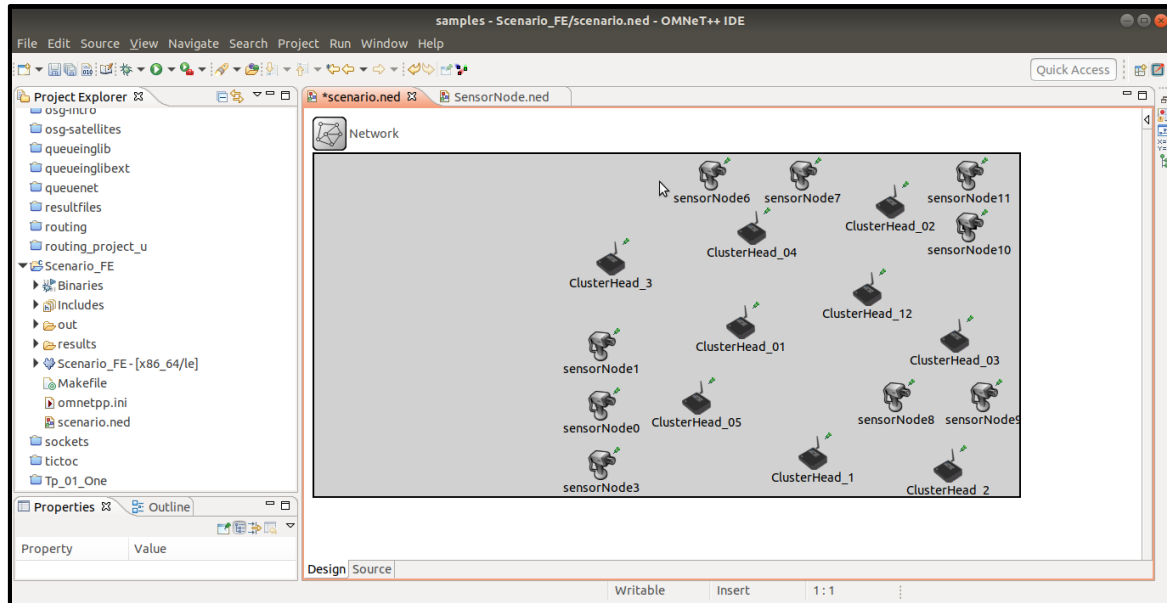 samples - Scenario_FE/scenario.ned - OMNeT++ IDE
File Edit Source View Navigate Search Project Run Window Help
Quick Access
Project Explorer
*scenario.ned
SensorNode.ned
osg-intro
osg-satellites
queueinglib
queueinglibext
queuenet
resultfiles
routing
routing_project_u
Scenario_FE
Binaries
Includes
out
results
Scenario_FE - [x86_64/le]
Makefile
omnetpp.ini
scenario.ned
sockets
tictoc
Tp_01_One
Properties
Outline
Property Value
Network
sensorNode6 sensorNode7 sensorNode11
ClusterHead_02
ClusterHead_04 sensorNode10
ClusterHead_3
ClusterHead_12
ClusterHead_01
ClusterHead_03
sensorNode1
sensorNode0 ClusterHead_05 sensorNode8 sensorNode9
ClusterHead_1
sensorNode3 ClusterHead_2
Design Source
Writable Insert 1 : 1